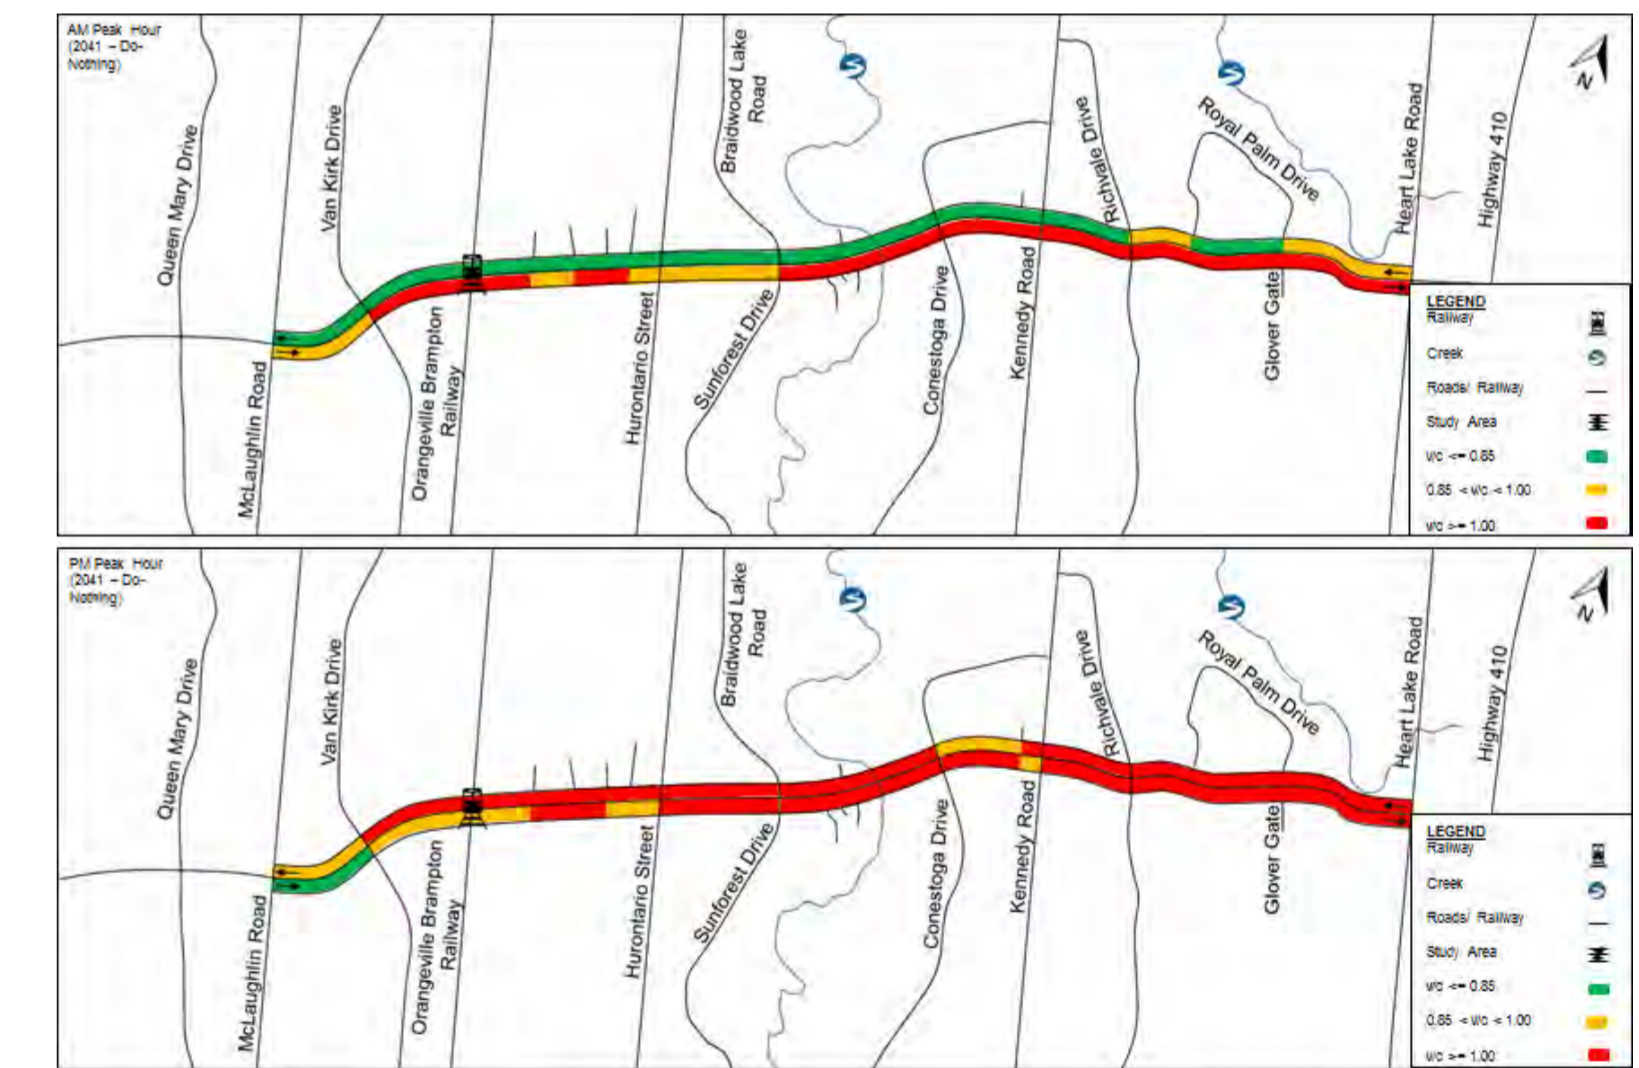 AM Peak Hour
(2041 – Do-
Nothing)
Queen Mary Drive
McLaughlin Road
Van Kirk Drive
Orangeville Brampton
Railway
Hurontario Street
Braidwood Lake
Road
Sunforest Drive
Conestoga Drive
Kennedy Road
Richvale Drive
Royal Palm Drive
Glover Gate
Heart Lake Road
Highway 410
N
LEGEND
Railway
Creek
Roads/ Railway
Study Area
v/c <= 0.85
0.85 < v/c < 1.00
v/c >= 1.00
PM Peak Hour
(2041 – Do-
Nothing)
Queen Mary Drive
McLaughlin Road
Van Kirk Drive
Orangeville Brampton
Railway
Hurontario Street
Braidwood Lake
Road
Sunforest Drive
Conestoga Drive
Kennedy Road
Richvale Drive
Royal Palm Drive
Glover Gate
Heart Lake Road
Highway 410
N
LEGEND
Railway
Creek
Roads/ Railway
Study Area
v/c <= 0.85
0.85 < v/c < 1.00
v/c >= 1.00